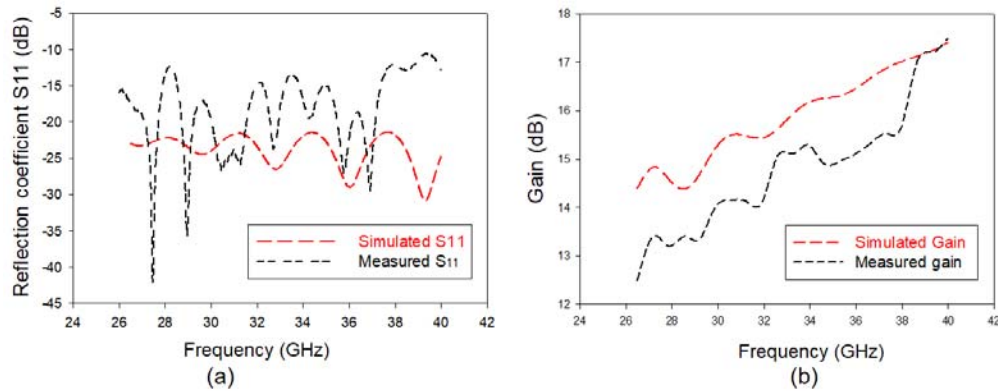 Reflection coefficient S11 (dB)
-5
-10
-15
-20
-25
-30
-35
-40
-45
Simulated S11
Measured S11
24 26 28 30 32 34 36 38 40 42
Frequency (GHz)
(a)
Gain (dB)
18
17
16
15
14
13
12
Simulated Gain
Measured gain
24 26 28 30 32 34 36 38 40 42
Frequency (GHz)
(b)